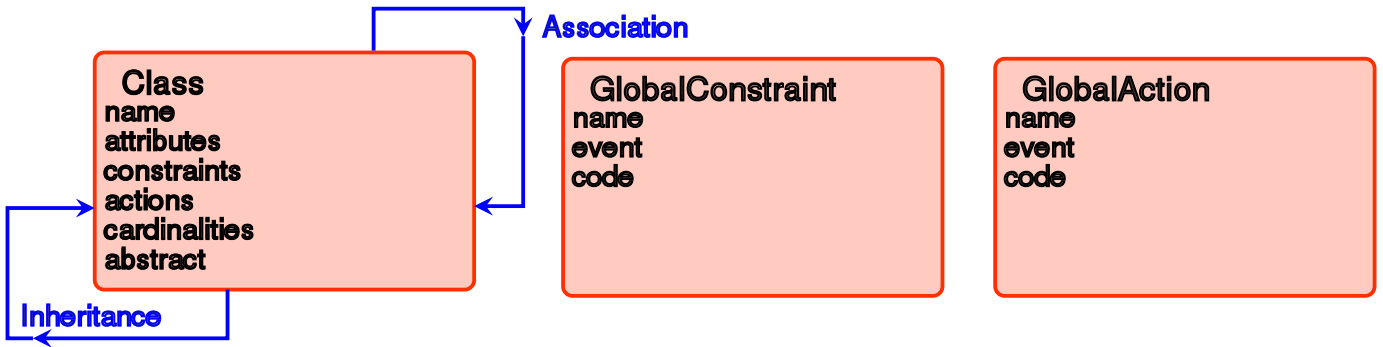 Association
Class
name
attributes
constraints
actions
cardinalities
abstract
Inheritance
GlobalConstraint
name
event
code
GlobalAction
name
event
code